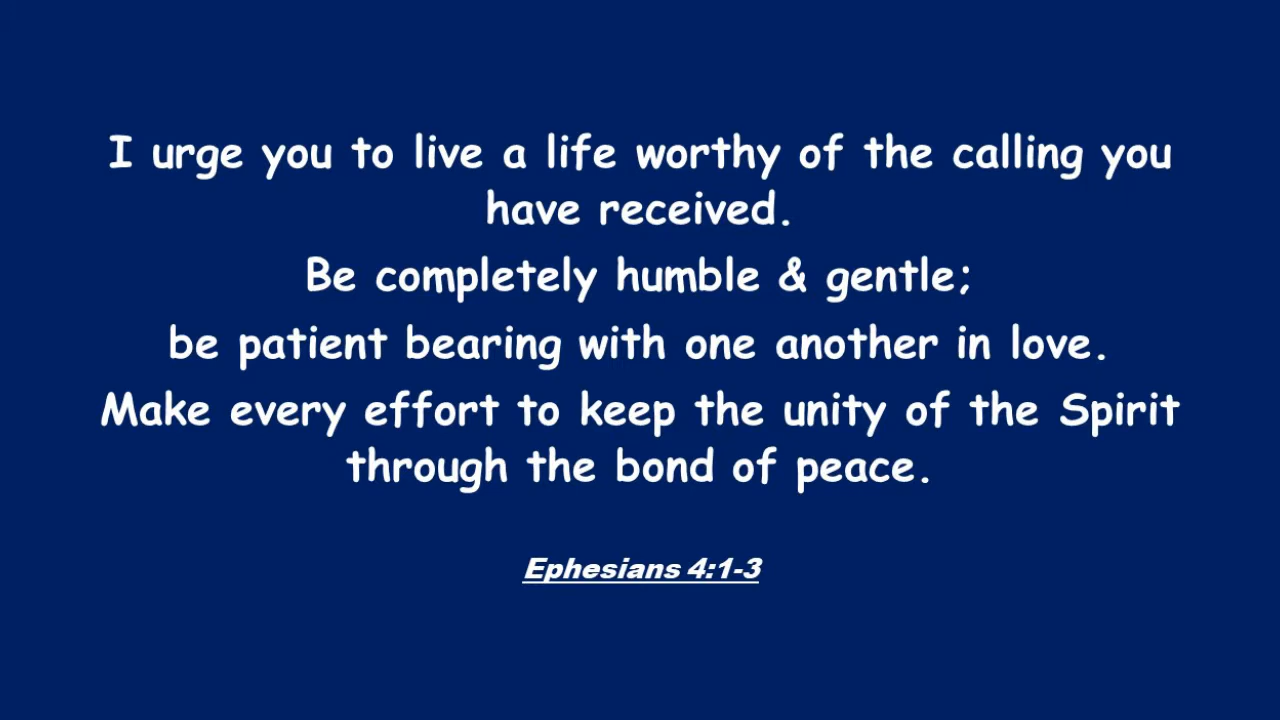 I urge you to live a life worthy of the calling you
have received.
Be completely humble & gentle;
be patient bearing with one another in love.
Make every effort to keep the unity of the Spirit
through the bond of peace.
Ephesians 4:1-3